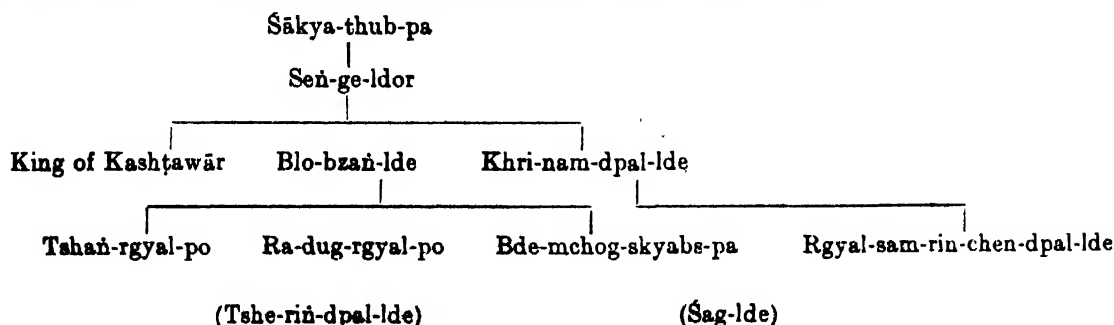 Śākya-thub-pa
Seṅ-ge-ldor
King of Kashṭawār Blo-bzaṅ-lde Khri-nam-dpal-lde
Tshaṅ-rgyal-po Ra-dug-rgyal-po Bde-mchog-skyabs-pa Rgyal-sam-rin-chen-dpal-lde
(Tshe-riṅ-dpal-lde) (Śag-lde)